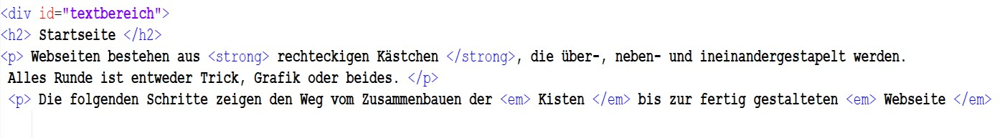 <div id="textbereich">
<h2> Startseite </h2>
<p> Webseiten bestehen aus <strong> rechteckigen Kästchen </strong>, die über-, neben- und ineinandergestapelt werden.
Alles Runde ist entweder Trick, Grafik oder beides. </p>
<p> Die folgenden Schritte zeigen den Weg vom Zusammenbauen der <em> Kisten </em> bis zur fertig gestalteten <em> Webseite </em>